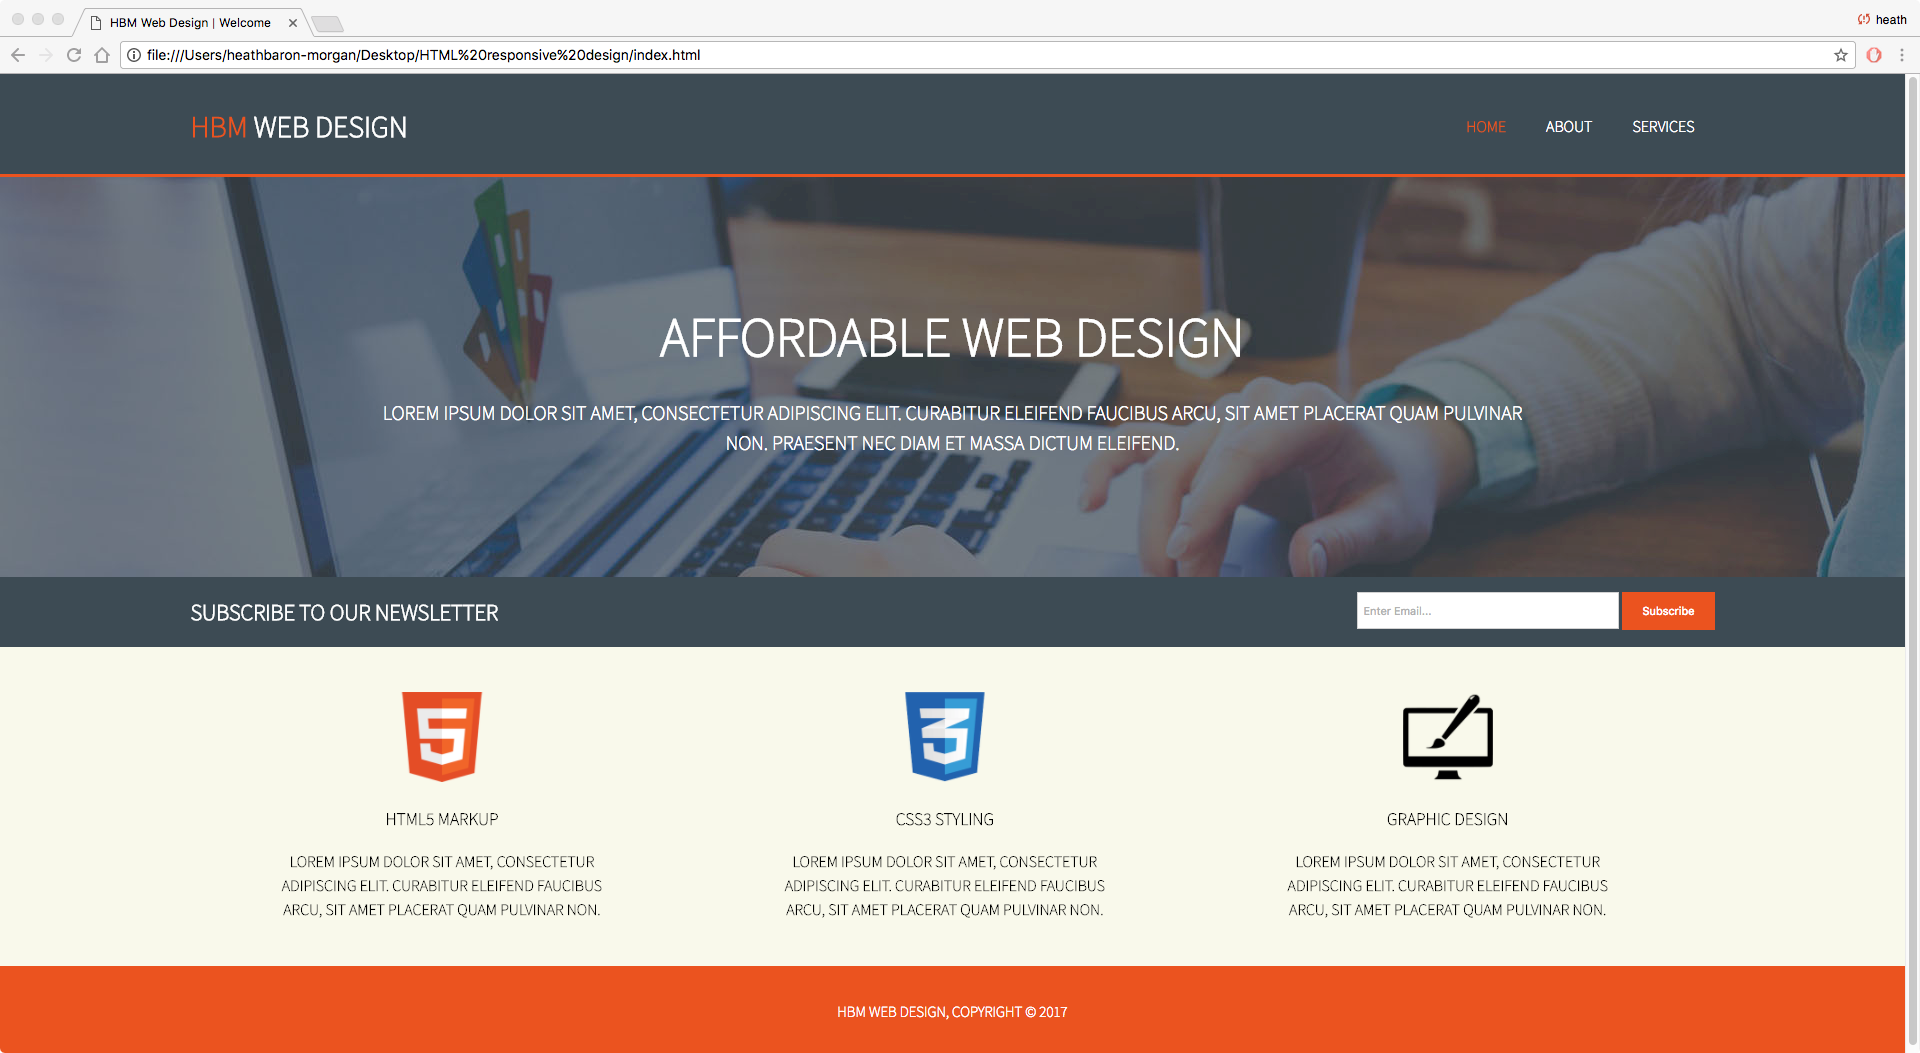 HBM Web Design | Welcome
heath
file:///Users/heathbaron-morgan/Desktop/HTML%20responsive%20design/index.html
HBM WEB DESIGN
HOME ABOUT SERVICES
AFFORDABLE WEB DESIGN
LOREM IPSUM DOLOR SIT AMET, CONSECTETUR ADIPISCING ELIT. CURABITUR ELEIFEND FAUCIBUS ARCU, SIT AMET PLACERAT QUAM PULVINAR
NON. PRAESENT NEC DIAM ET MASSA DICTUM ELEIFEND.
SUBSCRIBE TO OUR NEWSLETTER
Enter Email...
Subscribe
5
HTML5 MARKUP
LOREM IPSUM DOLOR SIT AMET, CONSECTETUR
ADIPISCING ELIT. CURABITUR ELEIFEND FAUCIBUS
ARCU, SIT AMET PLACERAT QUAM PULVINAR NON.
3
CSS3 STYLING
LOREM IPSUM DOLOR SIT AMET, CONSECTETUR
ADIPISCING ELIT. CURABITUR ELEIFEND FAUCIBUS
ARCU, SIT AMET PLACERAT QUAM PULVINAR NON.
GRAPHIC DESIGN
LOREM IPSUM DOLOR SIT AMET, CONSECTETUR
ADIPISCING ELIT. CURABITUR ELEIFEND FAUCIBUS
ARCU, SIT AMET PLACERAT QUAM PULVINAR NON.
HBM WEB DESIGN, COPYRIGHT © 2017